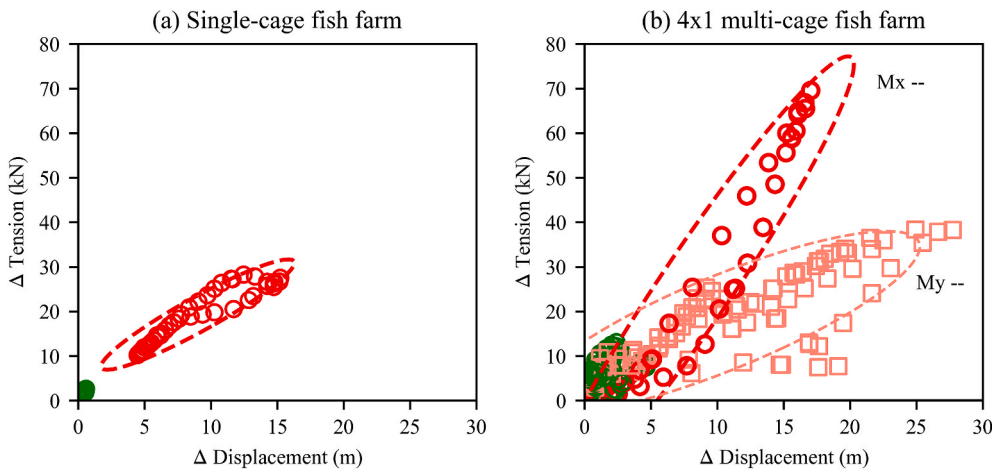 (a) Single-cage fish farm
(b) 4x1 multi-cage fish farm
80
70
60
50
40
30
20
10
0
Δ Tension (kN)
0 5 10 15 20 25 30
Δ Displacement (m)
80
70
60
50
40
30
20
10
0
Δ Tension (kN)
Mx --
My --
0 5 10 15 20 25 30
Δ Displacement (m)